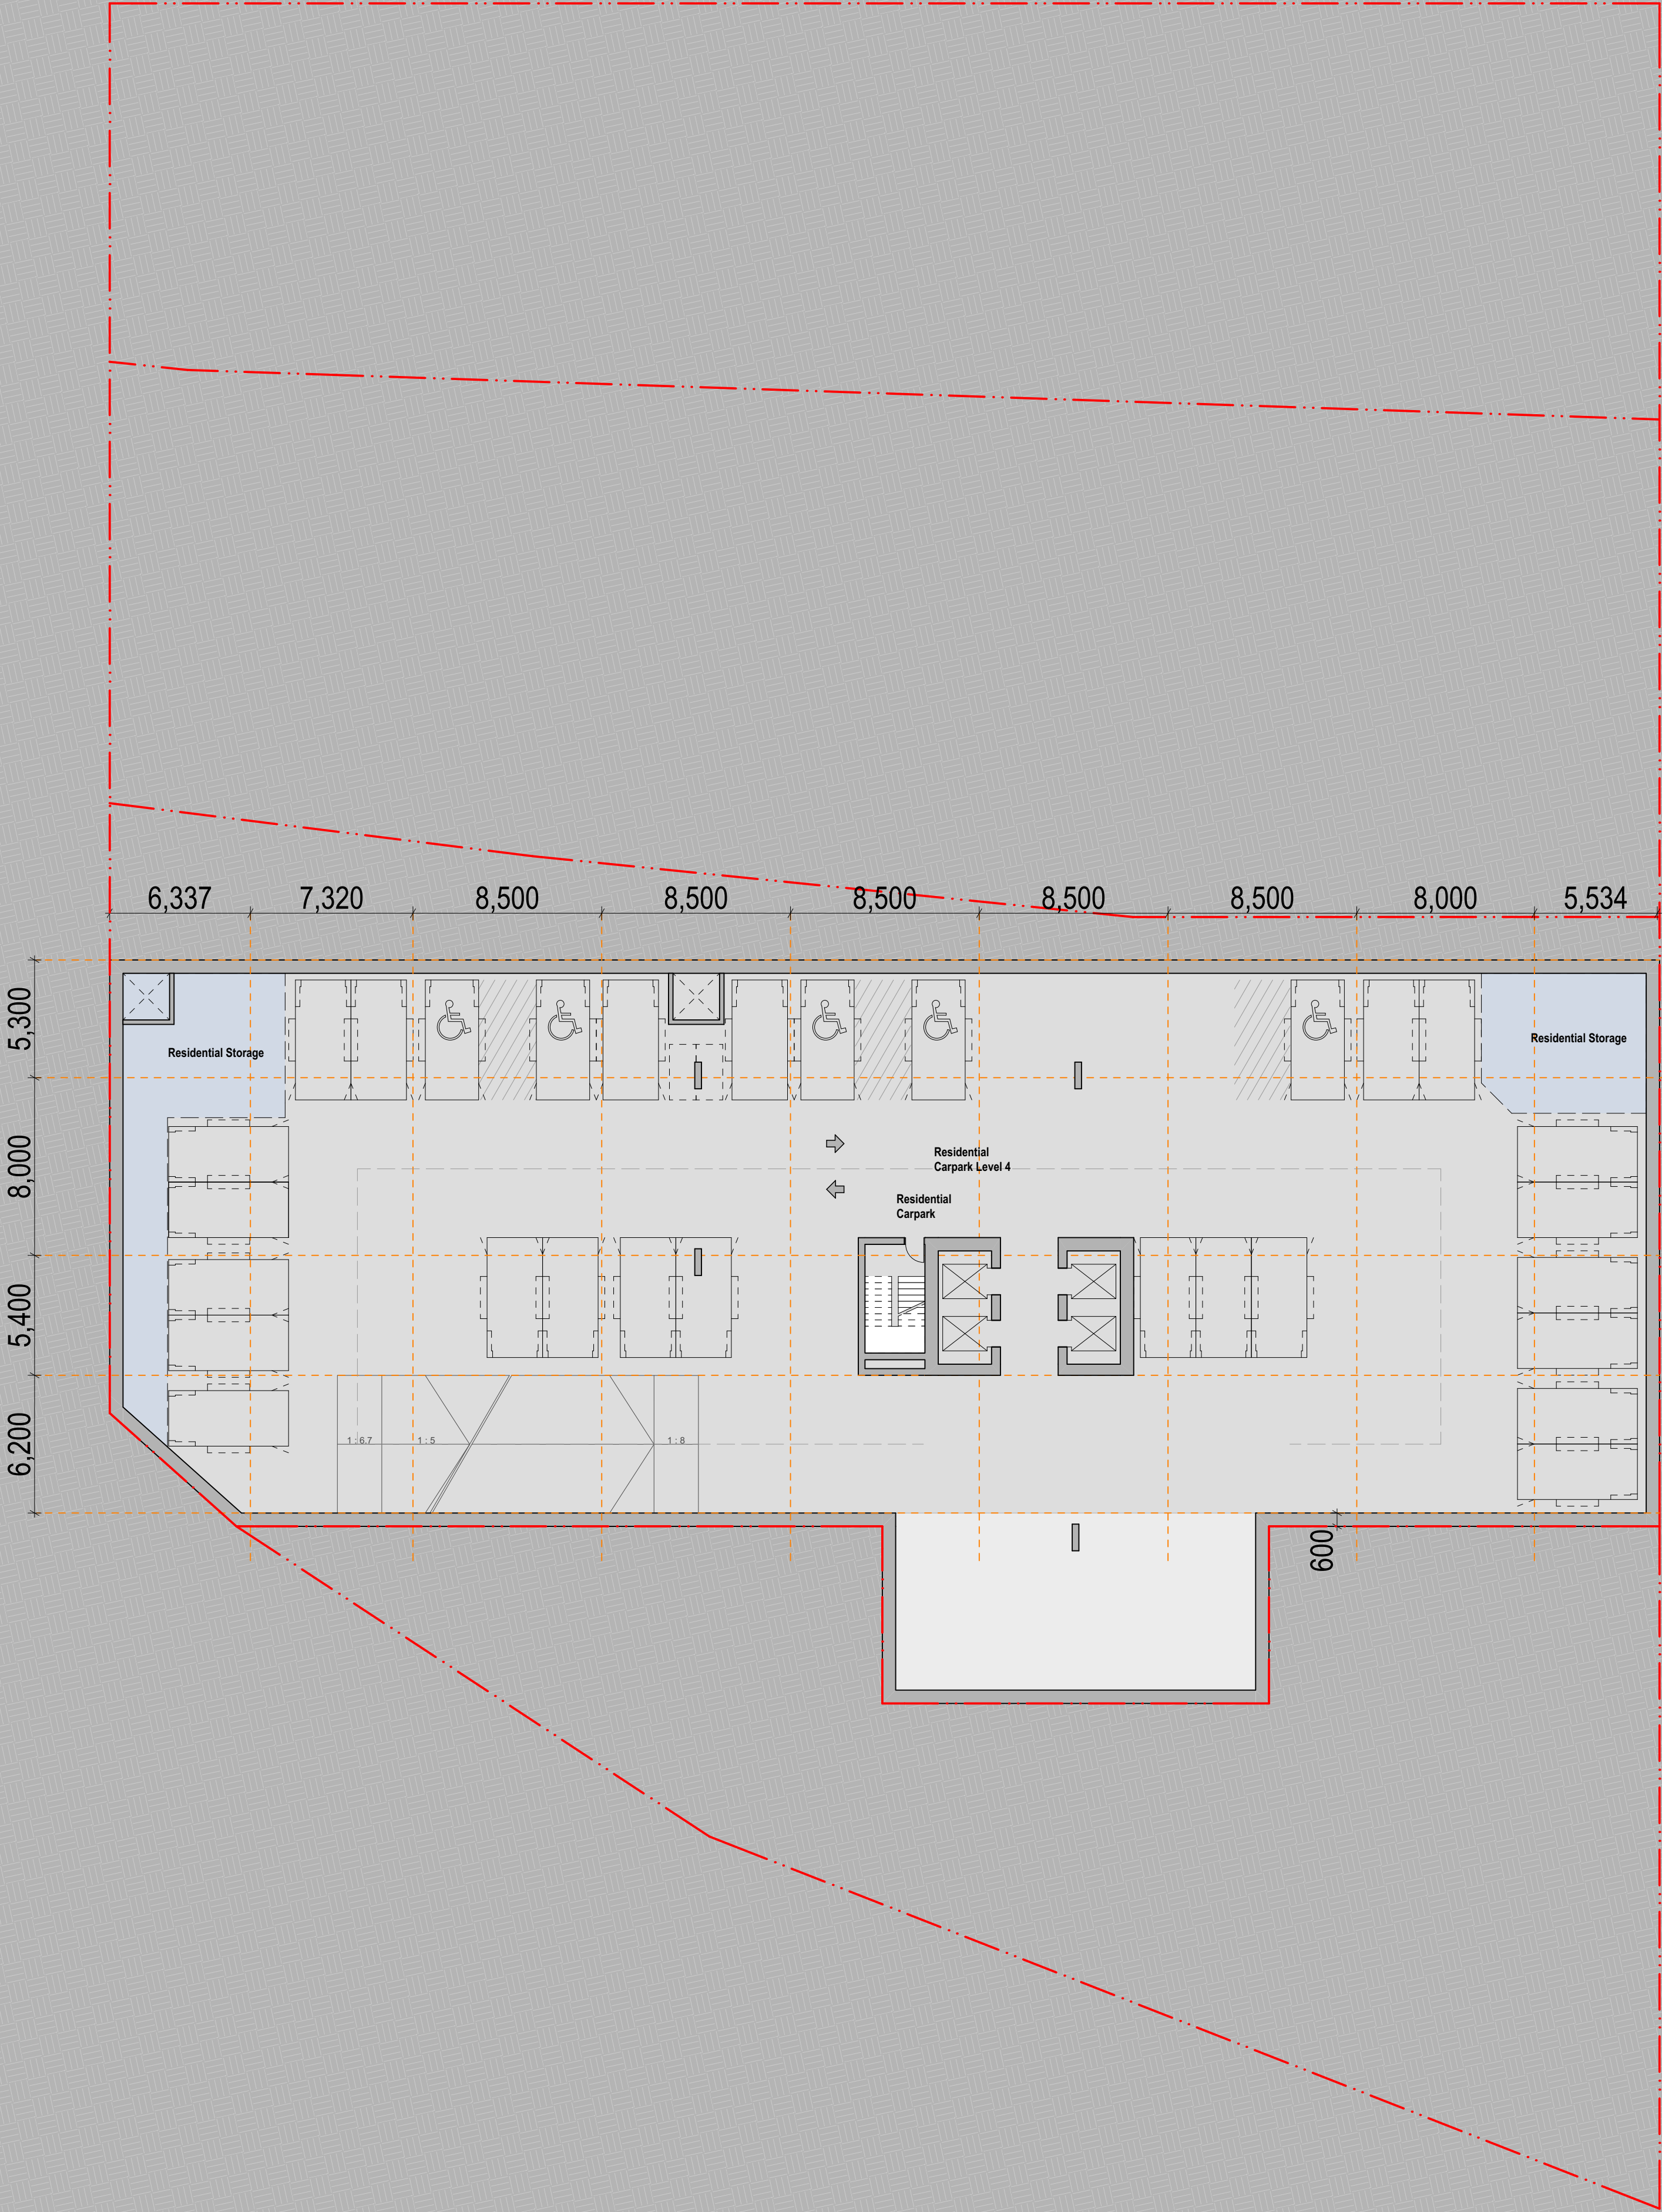 6,337
7,320
8,500
8,500
8,500
8,500
8,500
8,000
5,534
5,300
8,000
5,400
6,200
Residential Storage
Residential Storage
Residential
Carpark Level 4
Residential
Carpark
1 : 6.7
1 : 5
1 : 8
600